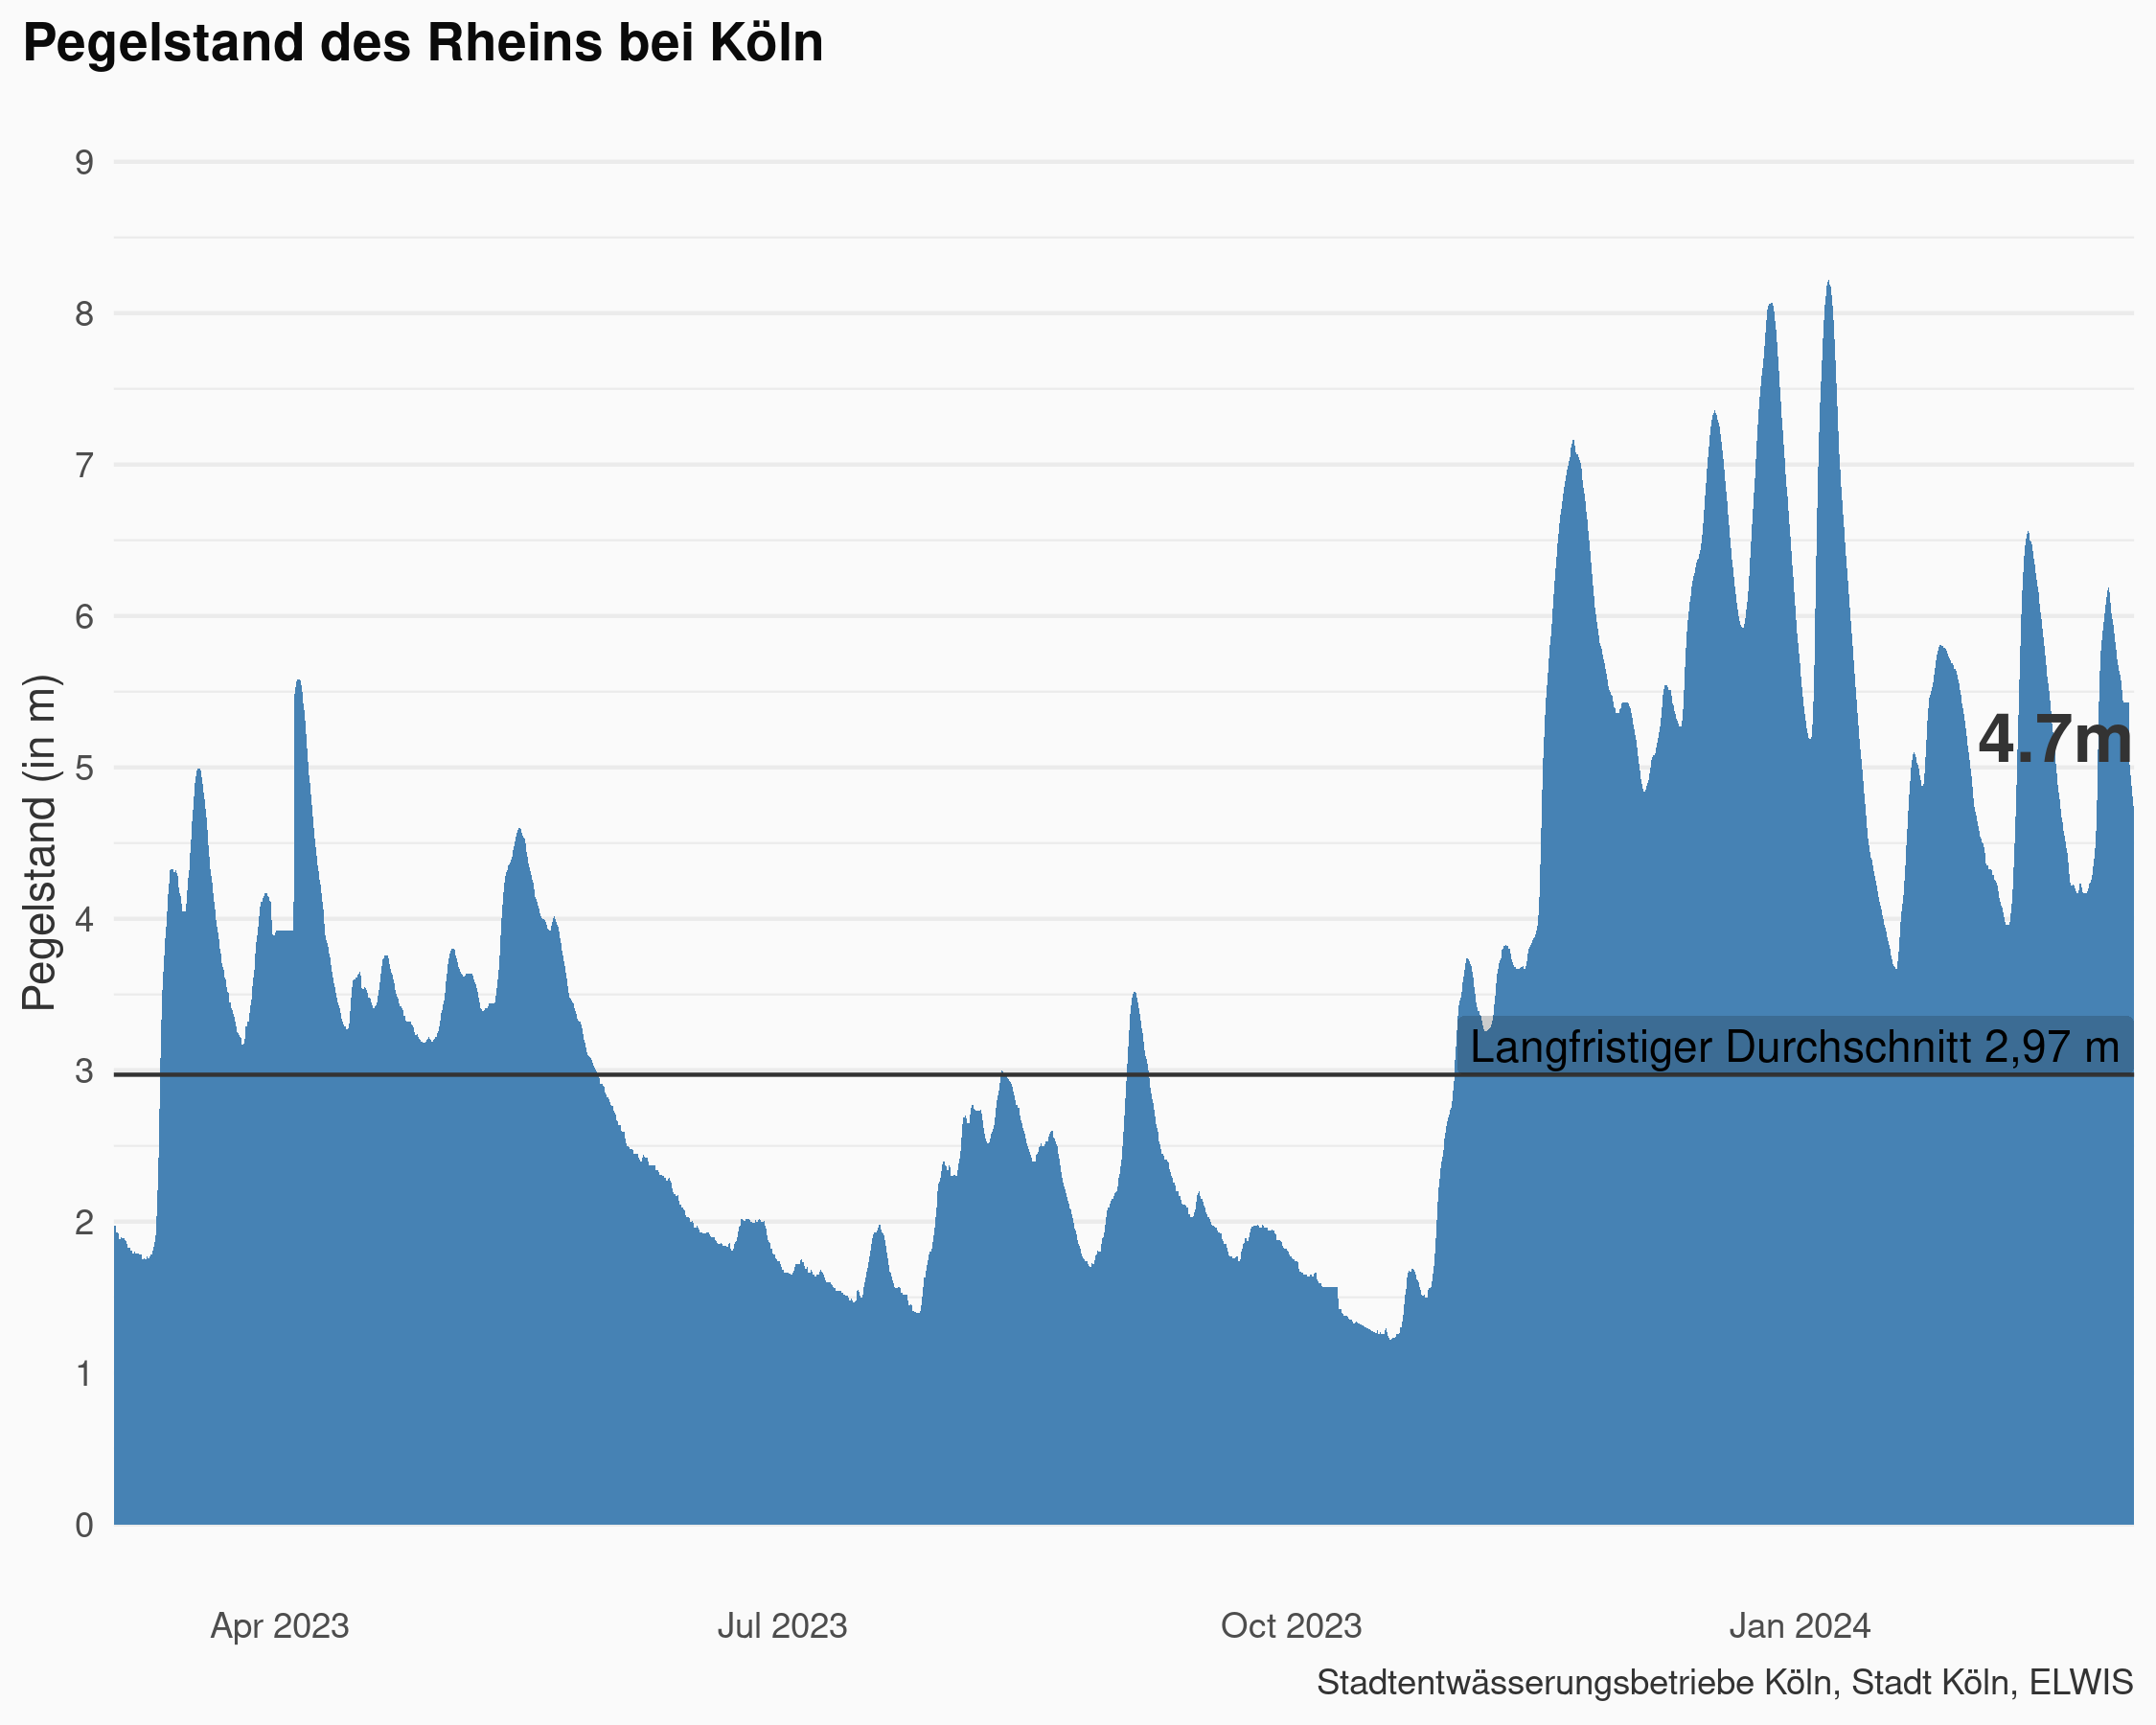 Pegelstand des Rheins bei Köln
Pegelstand (in m)
9
8
7
6
5
4
3
2
1
0
4.7m
Langfristiger Durchschnitt 2,97 m
Apr 2023
Jul 2023
Oct 2023
Jan 2024
Stadtentwässerungsbetriebe Köln, Stadt Köln, ELWIS